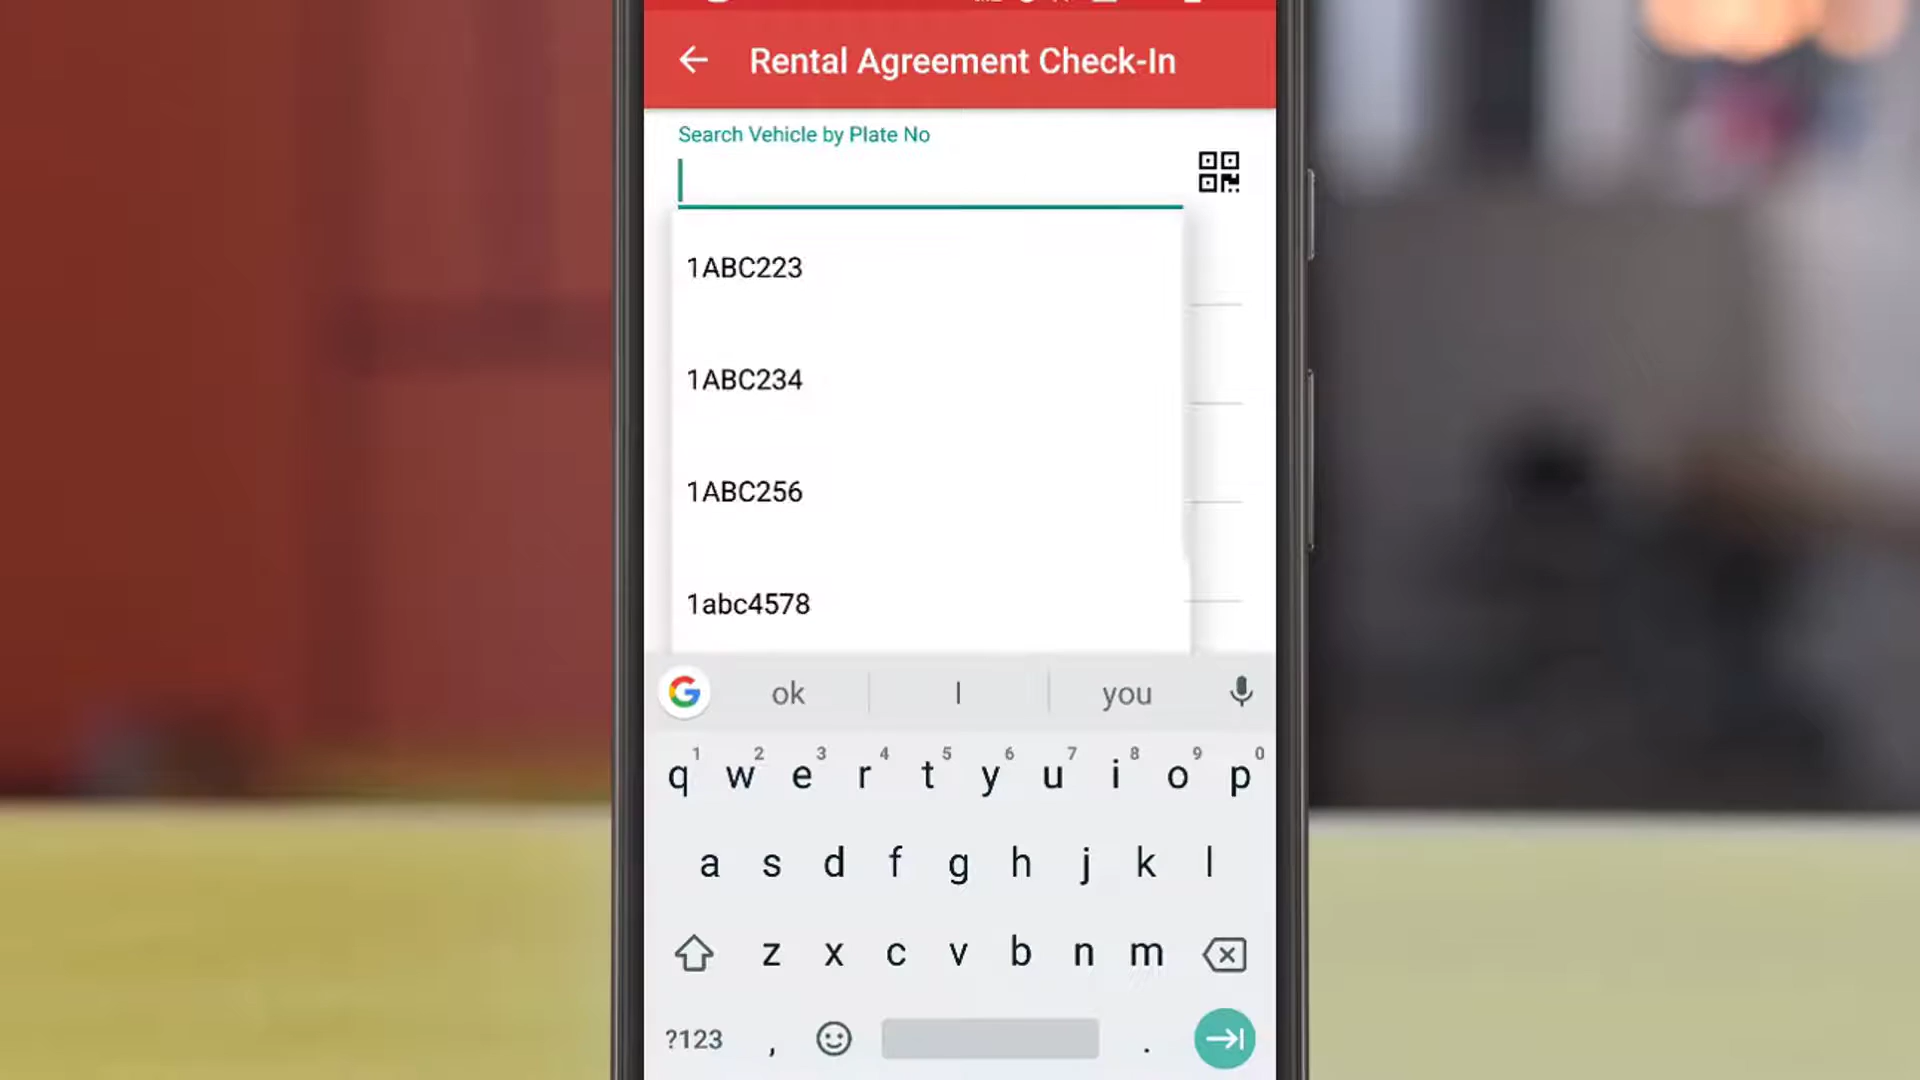 Rental Agreement Check-In
Search Vehicle by Plate No
1ABC223
1ABC234
1ABC256
1abc4578
G ok I you
1 2 3 4 5 6 7 8 9 0
q w e r t y u i o p
a s d f g h j k l
z x c v b n m
?123 , .